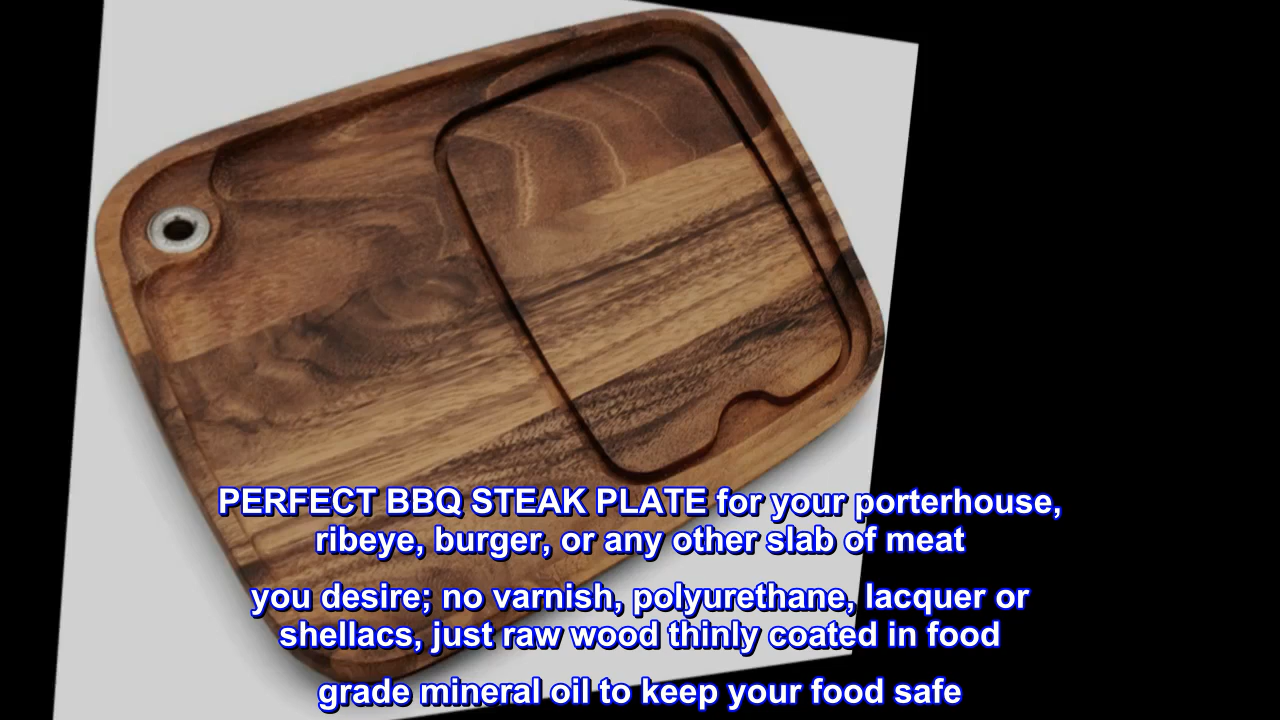 PERFECT BBQ STEAK PLATE for your porterhouse,
ribeye, burger, or any other slab of meat
you desire; no varnish, polyurethane, lacquer or
shellacs, just raw wood thinly coated in food
grade mineral oil to keep your food safe